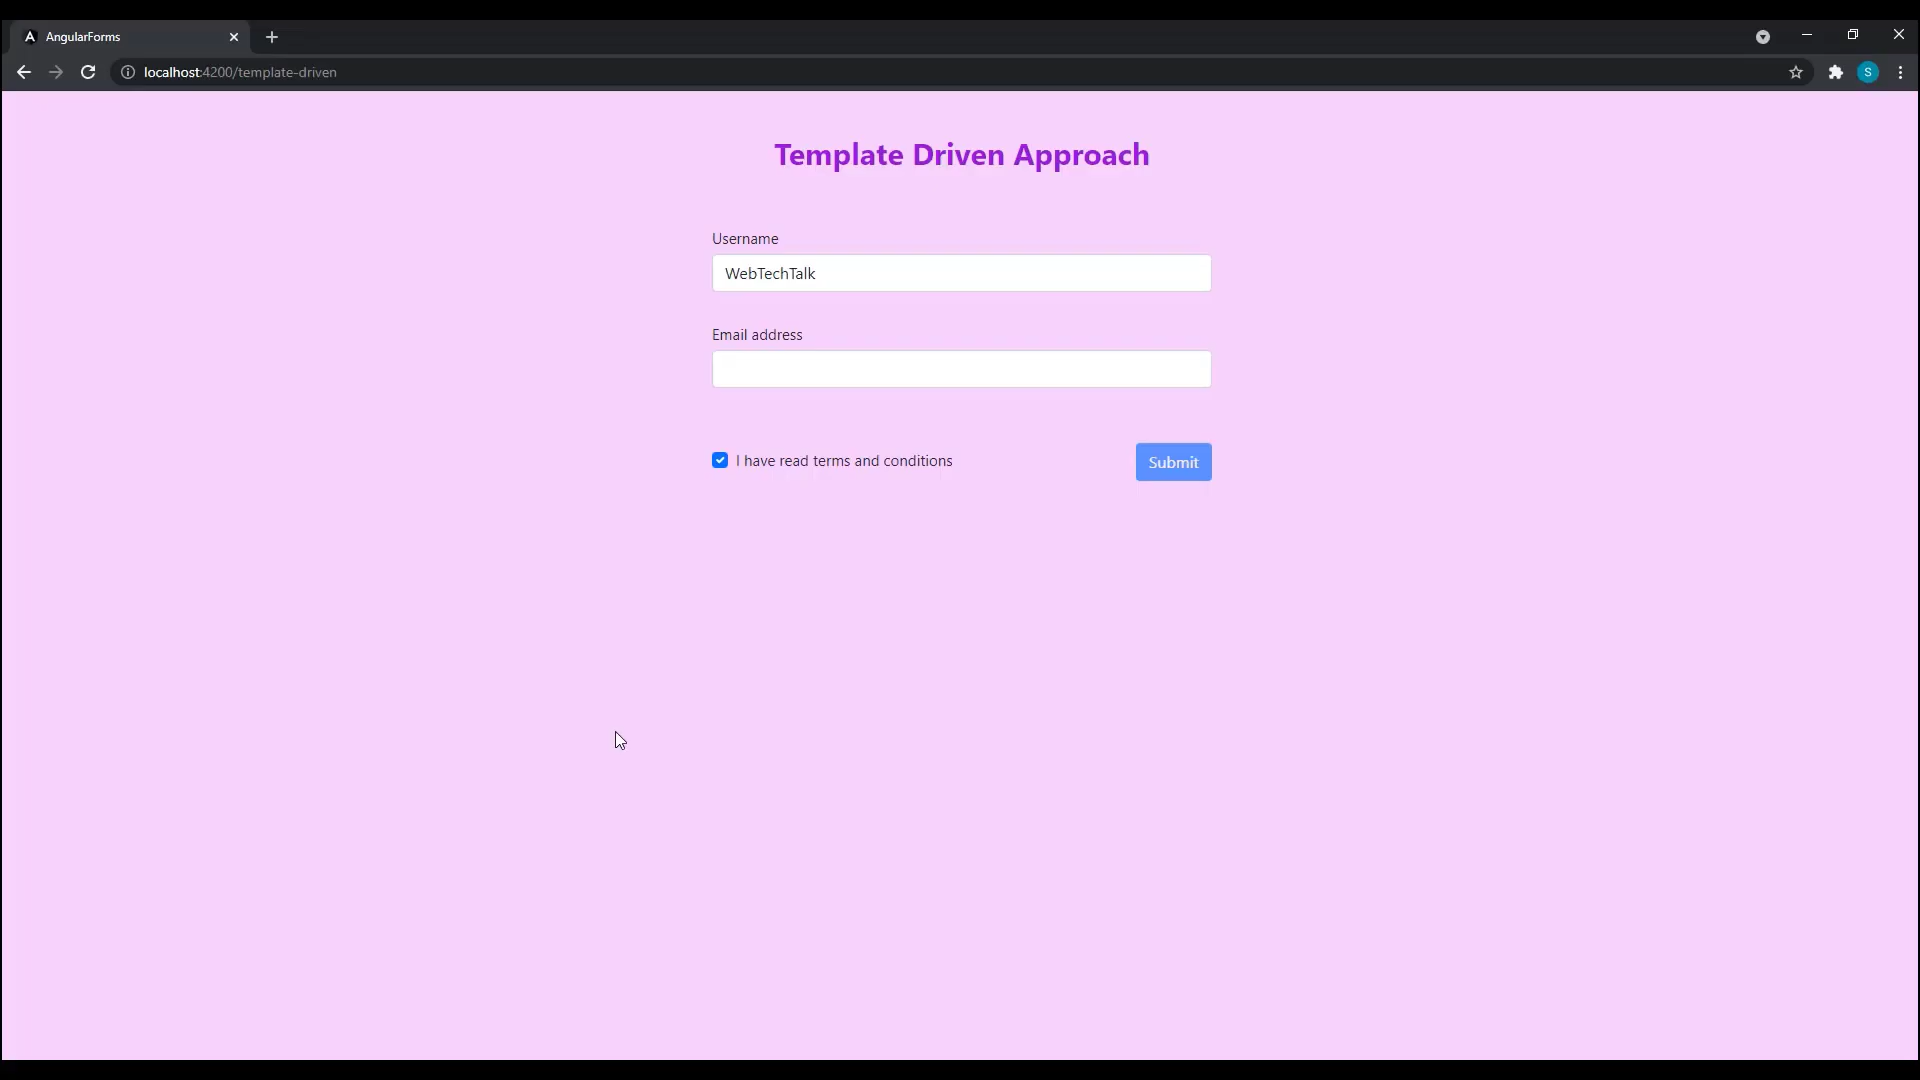 AngularForms
localhost:4200/template-driven
S
Template Driven Approach
Username
WebTechTalk
Email address
I have read terms and conditions
Submit